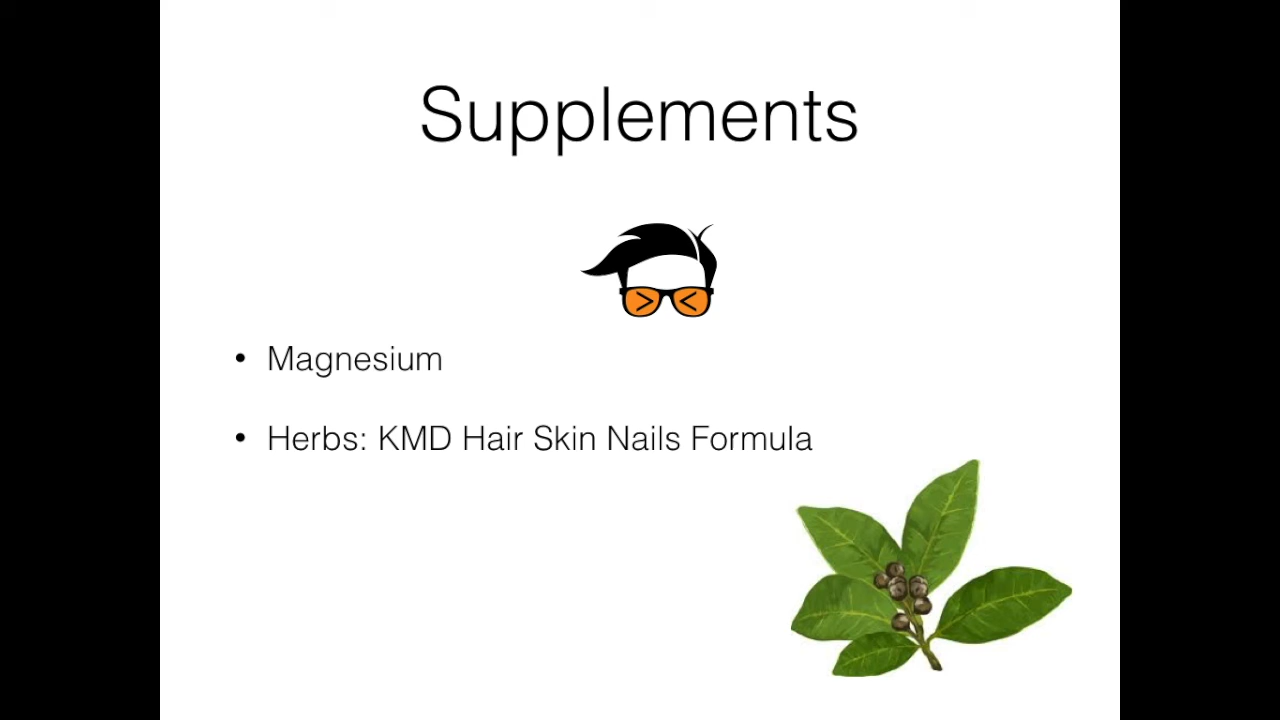 Supplements
• Magnesium
• Herbs: KMD Hair Skin Nails Formula